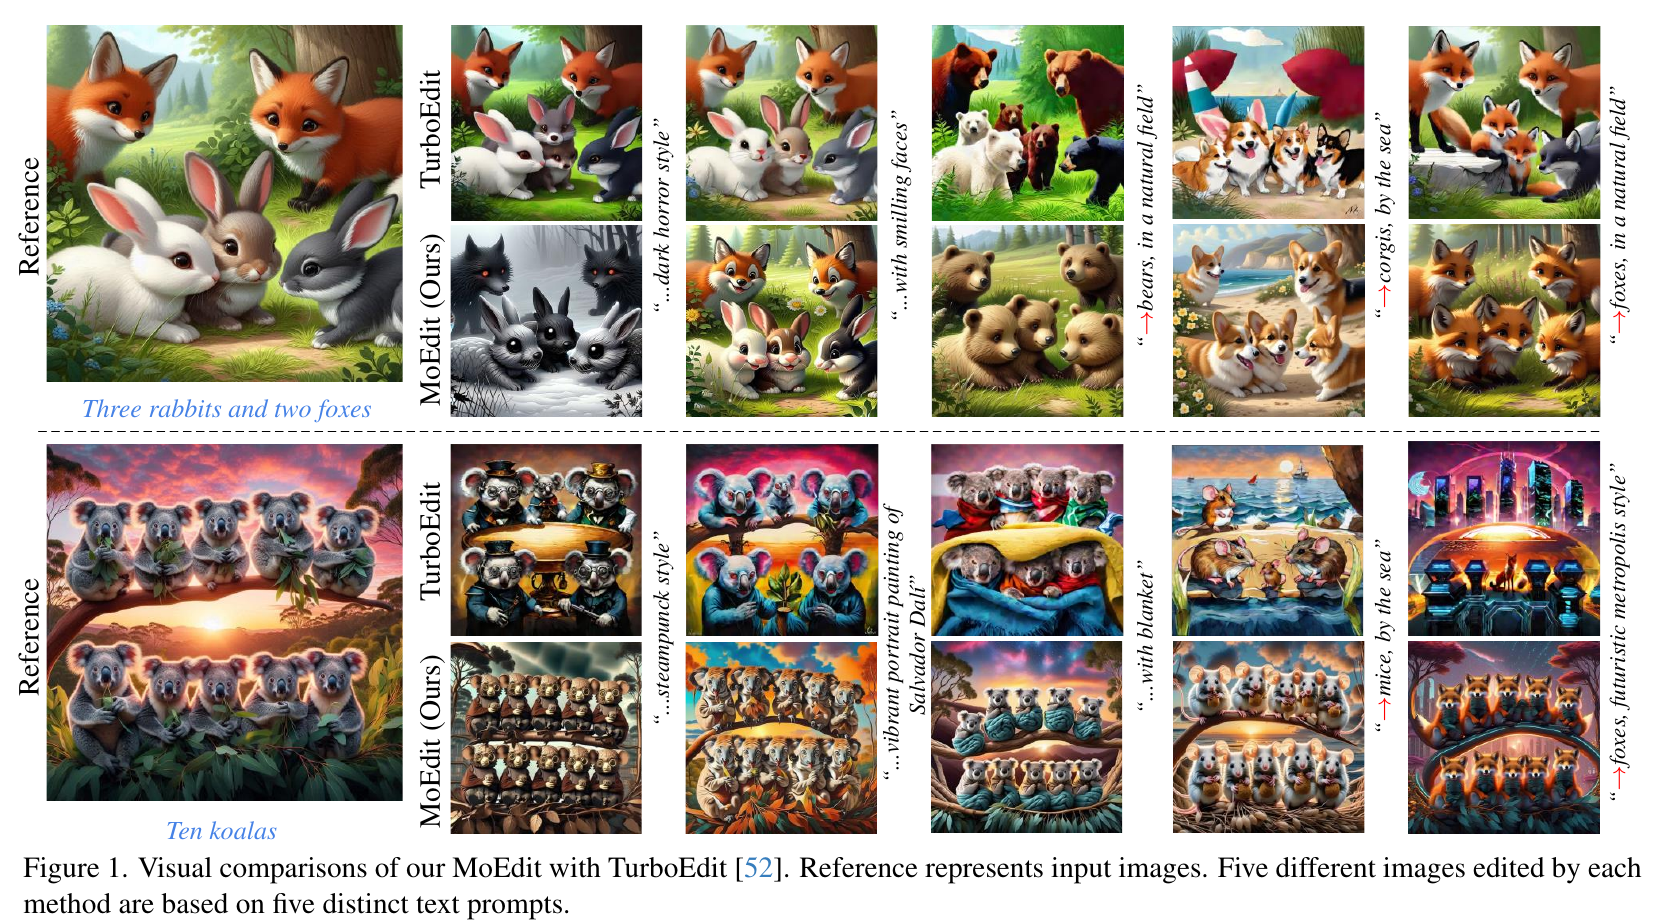 Reference
TurboEdit
MoEdit (Ours)
“...dark horror style”
“...with smilling faces”
“→bears, in a natural field”
“→corgis, by the sea”
“→foxes, in a natural field”
Three rabbits and two foxes
Reference
TurboEdit
MoEdit (Ours)
“....steampunck style”
“...vibrant portrait painting of
Salvador Dalí”
“...with blanket”
“→mice, by the sea”
“→foxes, futuristic metropolis style”
Ten koalas
Figure 1. Visual comparisons of our MoEdit with TurboEdit [52]. Reference represents input images. Five different images edited by each
method are based on five distinct text prompts.